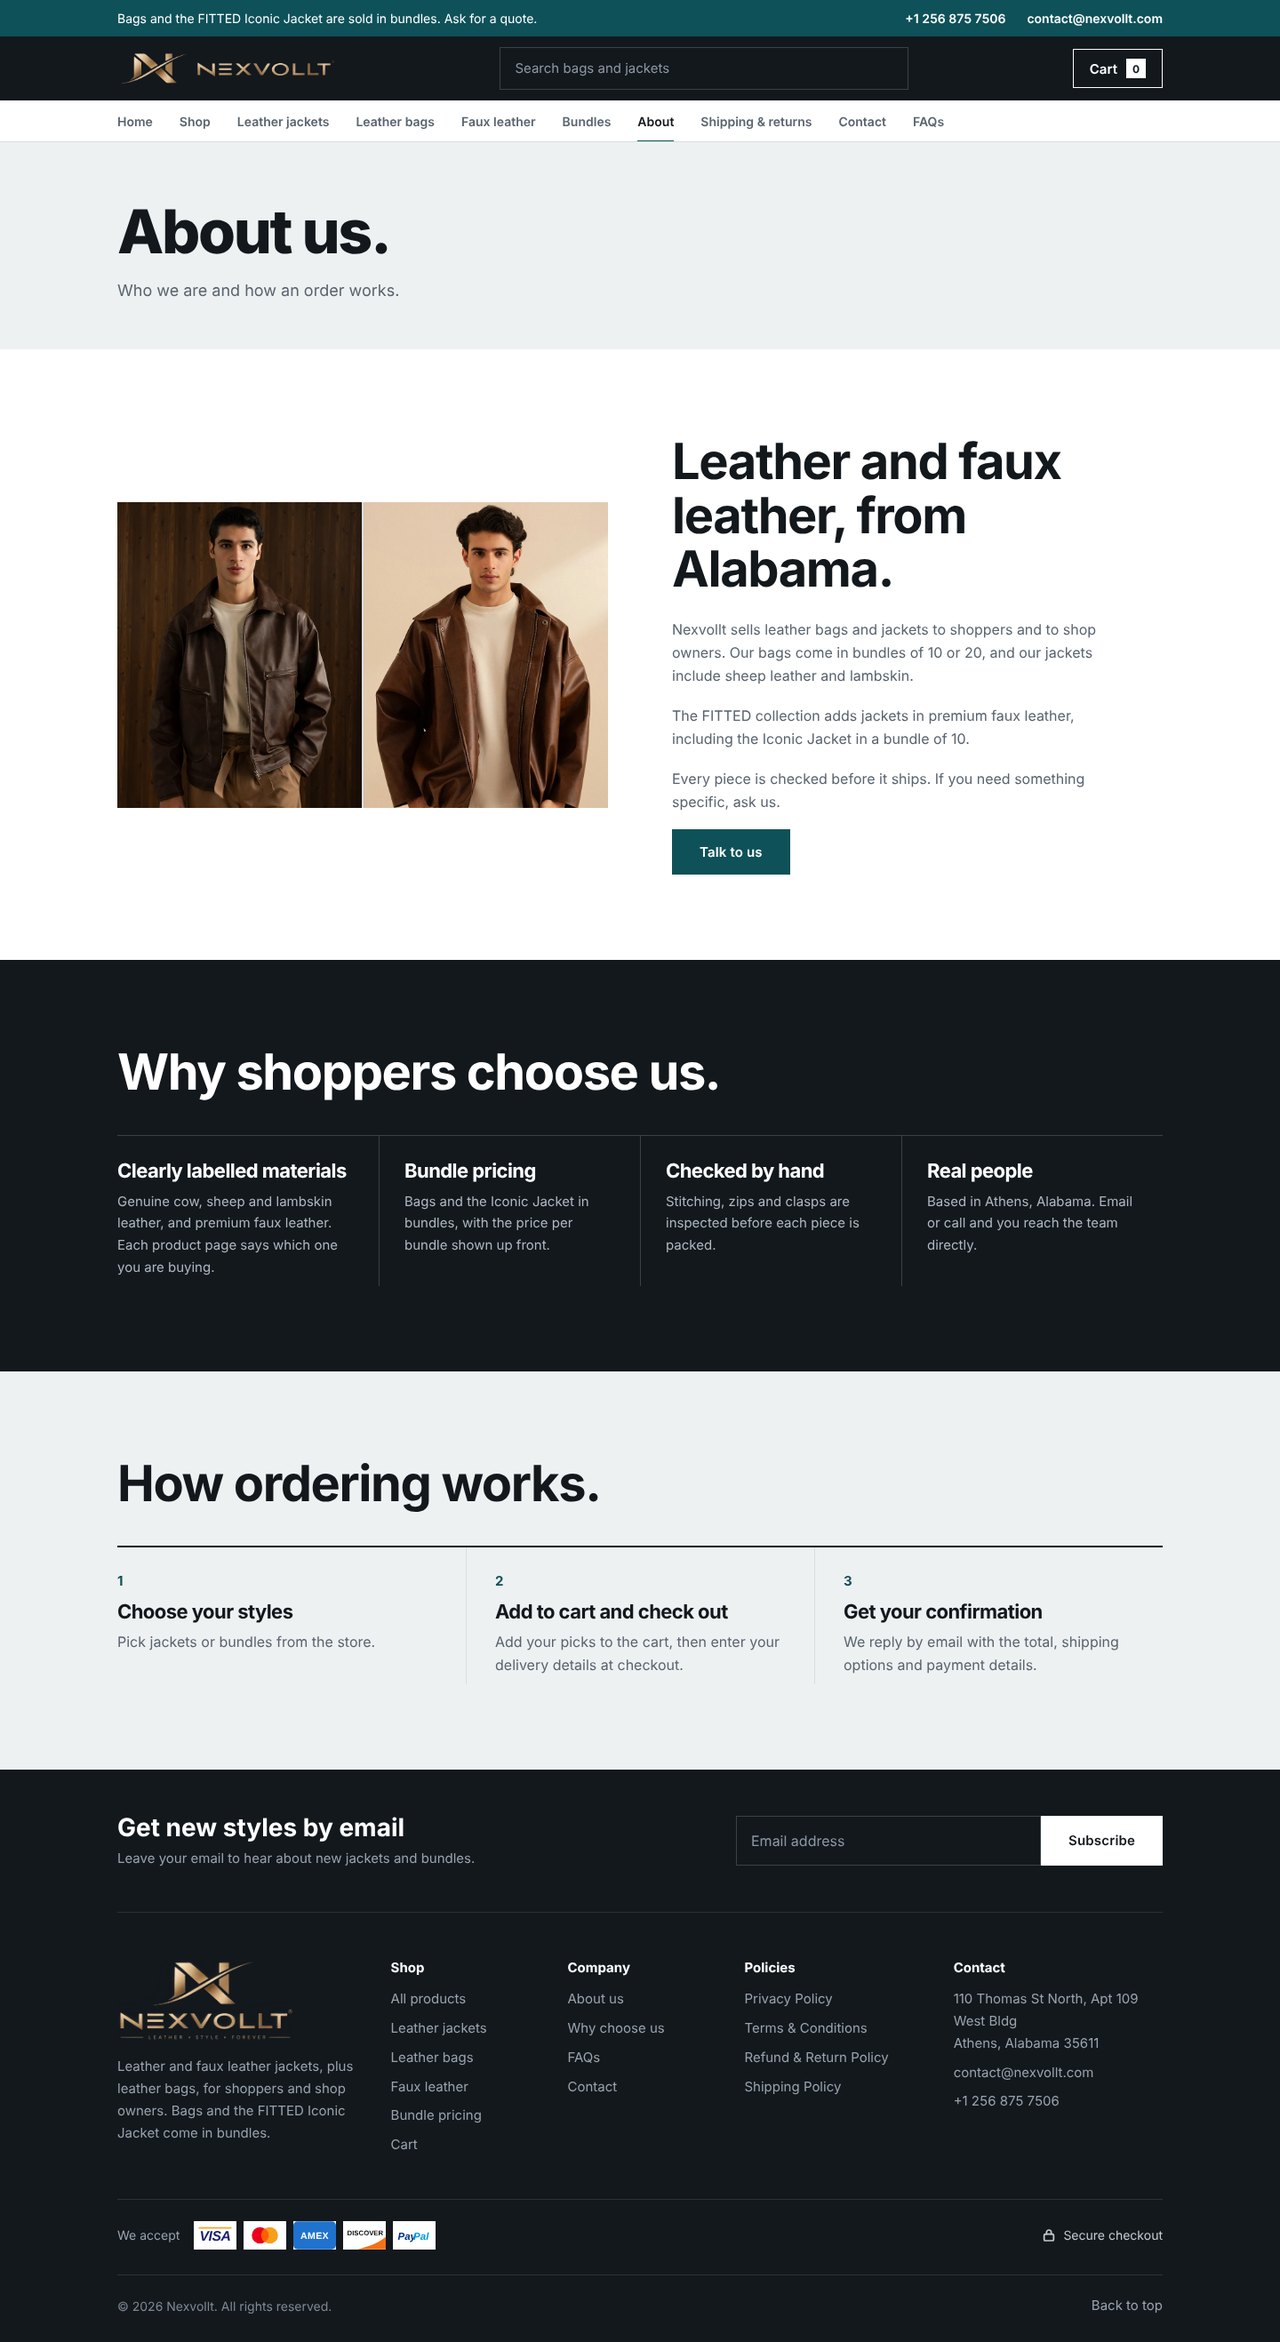 Bags and the FITTED Iconic Jacket are sold in bundles. Ask for a quote.
+1 256 875 7506 contact@nexvollt.com
NEXVOLLT
Search bags and jackets
Cart 0
Home Shop Leather jackets Leather bags Faux leather Bundles About Shipping & returns Contact FAQs
About us.
Who we are and how an order works.
Leather and faux
leather, from
Alabama.
Nexvollt sells leather bags and jackets to shoppers and to shop
owners. Our bags come in bundles of 10 or 20, and our jackets
include sheep leather and lambskin.
The FITTED collection adds jackets in premium faux leather,
including the Iconic Jacket in a bundle of 10.
Every piece is checked before it ships. If you need something
specific, ask us.
Talk to us
Why shoppers choose us.
Clearly labelled materials
Genuine cow, sheep and lambskin
leather, and premium faux leather.
Each product page says which one
you are buying.
Bundle pricing
Bags and the Iconic Jacket in
bundles, with the price per
bundle shown up front.
Checked by hand
Stitching, zips and clasps are
inspected before each piece is
packed.
Real people
Based in Athens, Alabama. Email
or call and you reach the team
directly.
How ordering works.
1
Choose your styles
Pick jackets or bundles from the store.
2
Add to cart and check out
Add your picks to the cart, then enter your
delivery details at checkout.
3
Get your confirmation
We reply by email with the total, shipping
options and payment details.
Get new styles by email
Leave your email to hear about new jackets and bundles.
Email address
Subscribe
NEXVOLLT
LEATHER • STYLE • FOREVER
Leather and faux leather jackets, plus
leather bags, for shoppers and shop
owners. Bags and the FITTED Iconic
Jacket come in bundles.
Shop
All products
Leather jackets
Leather bags
Faux leather
Bundle pricing
Cart
Company
About us
Why choose us
FAQs
Contact
Policies
Privacy Policy
Terms & Conditions
Refund & Return Policy
Shipping Policy
Contact
110 Thomas St North, Apt 109
West Bldg
Athens, Alabama 35611
contact@nexvollt.com
+1 256 875 7506
We accept VISA AMEX DISCOVER PayPal
Secure checkout
© 2026 Nexvollt. All rights reserved.
Back to top